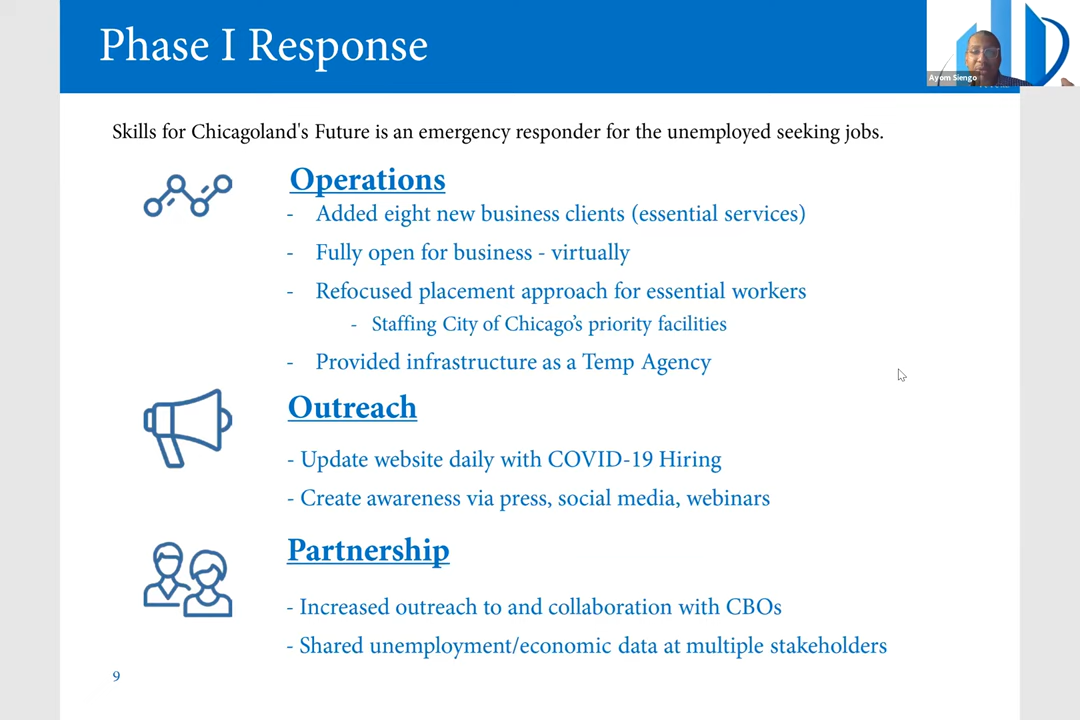 Phase I Response
Ayom Siengo
Skills for Chicagoland's Future is an emergency responder for the unemployed seeking jobs.
Operations
- Added eight new business clients (essential services)
- Fully open for business - virtually
- Refocused placement approach for essential workers
- Staffing City of Chicago’s priority facilities
- Provided infrastructure as a Temp Agency
Outreach
- Update website daily with COVID-19 Hiring
- Create awareness via press, social media, webinars
Partnership
- Increased outreach to and collaboration with CBOs
- Shared unemployment/economic data at multiple stakeholders
9